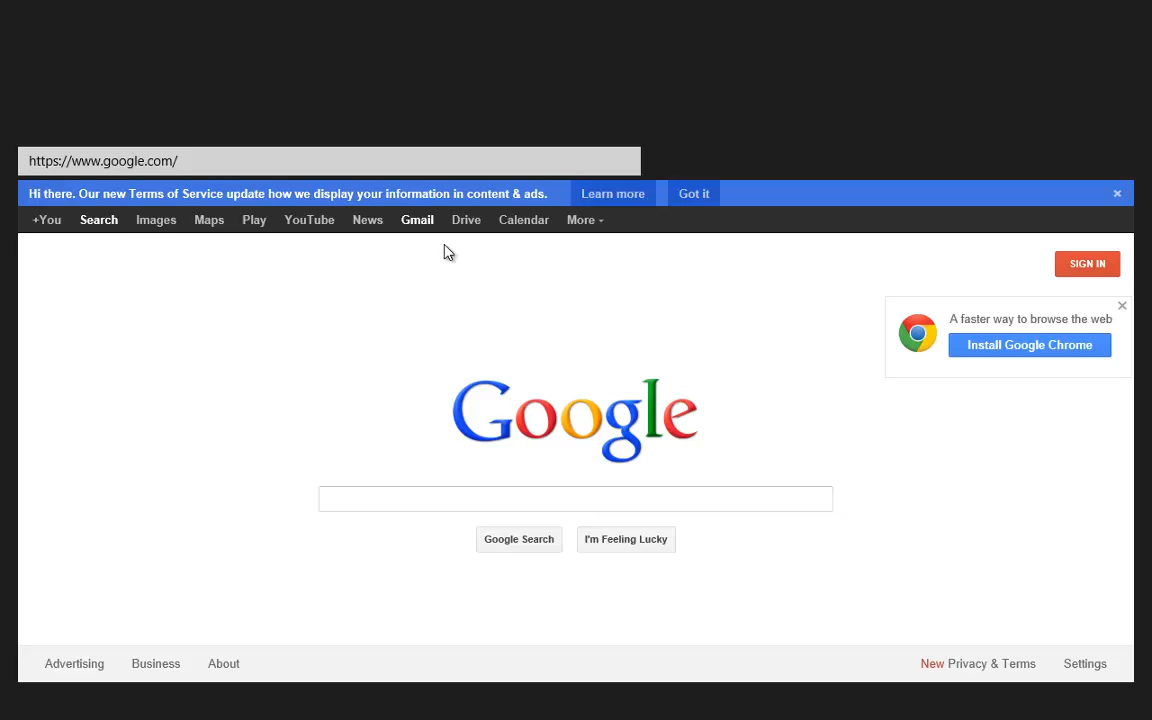 https://www.google.com/
Hi there. Our new Terms of Service update how we display your information in content & ads. Learn more Got it
+You Search Images Maps Play YouTube News Gmail Drive Calendar More
SIGN IN
A faster way to browse the web
Install Google Chrome
Google
Google Search I'm Feeling Lucky
Advertising Business About New Privacy & Terms Settings